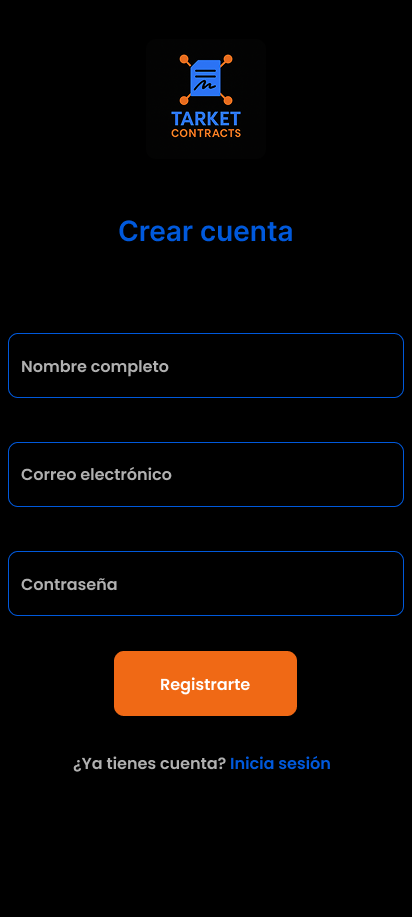 TARKET
CONTRACTS
Crear cuenta
Nombre completo
Correo electrónico
Contraseña
Registrarte
¿Ya tienes cuenta? Inicia sesión